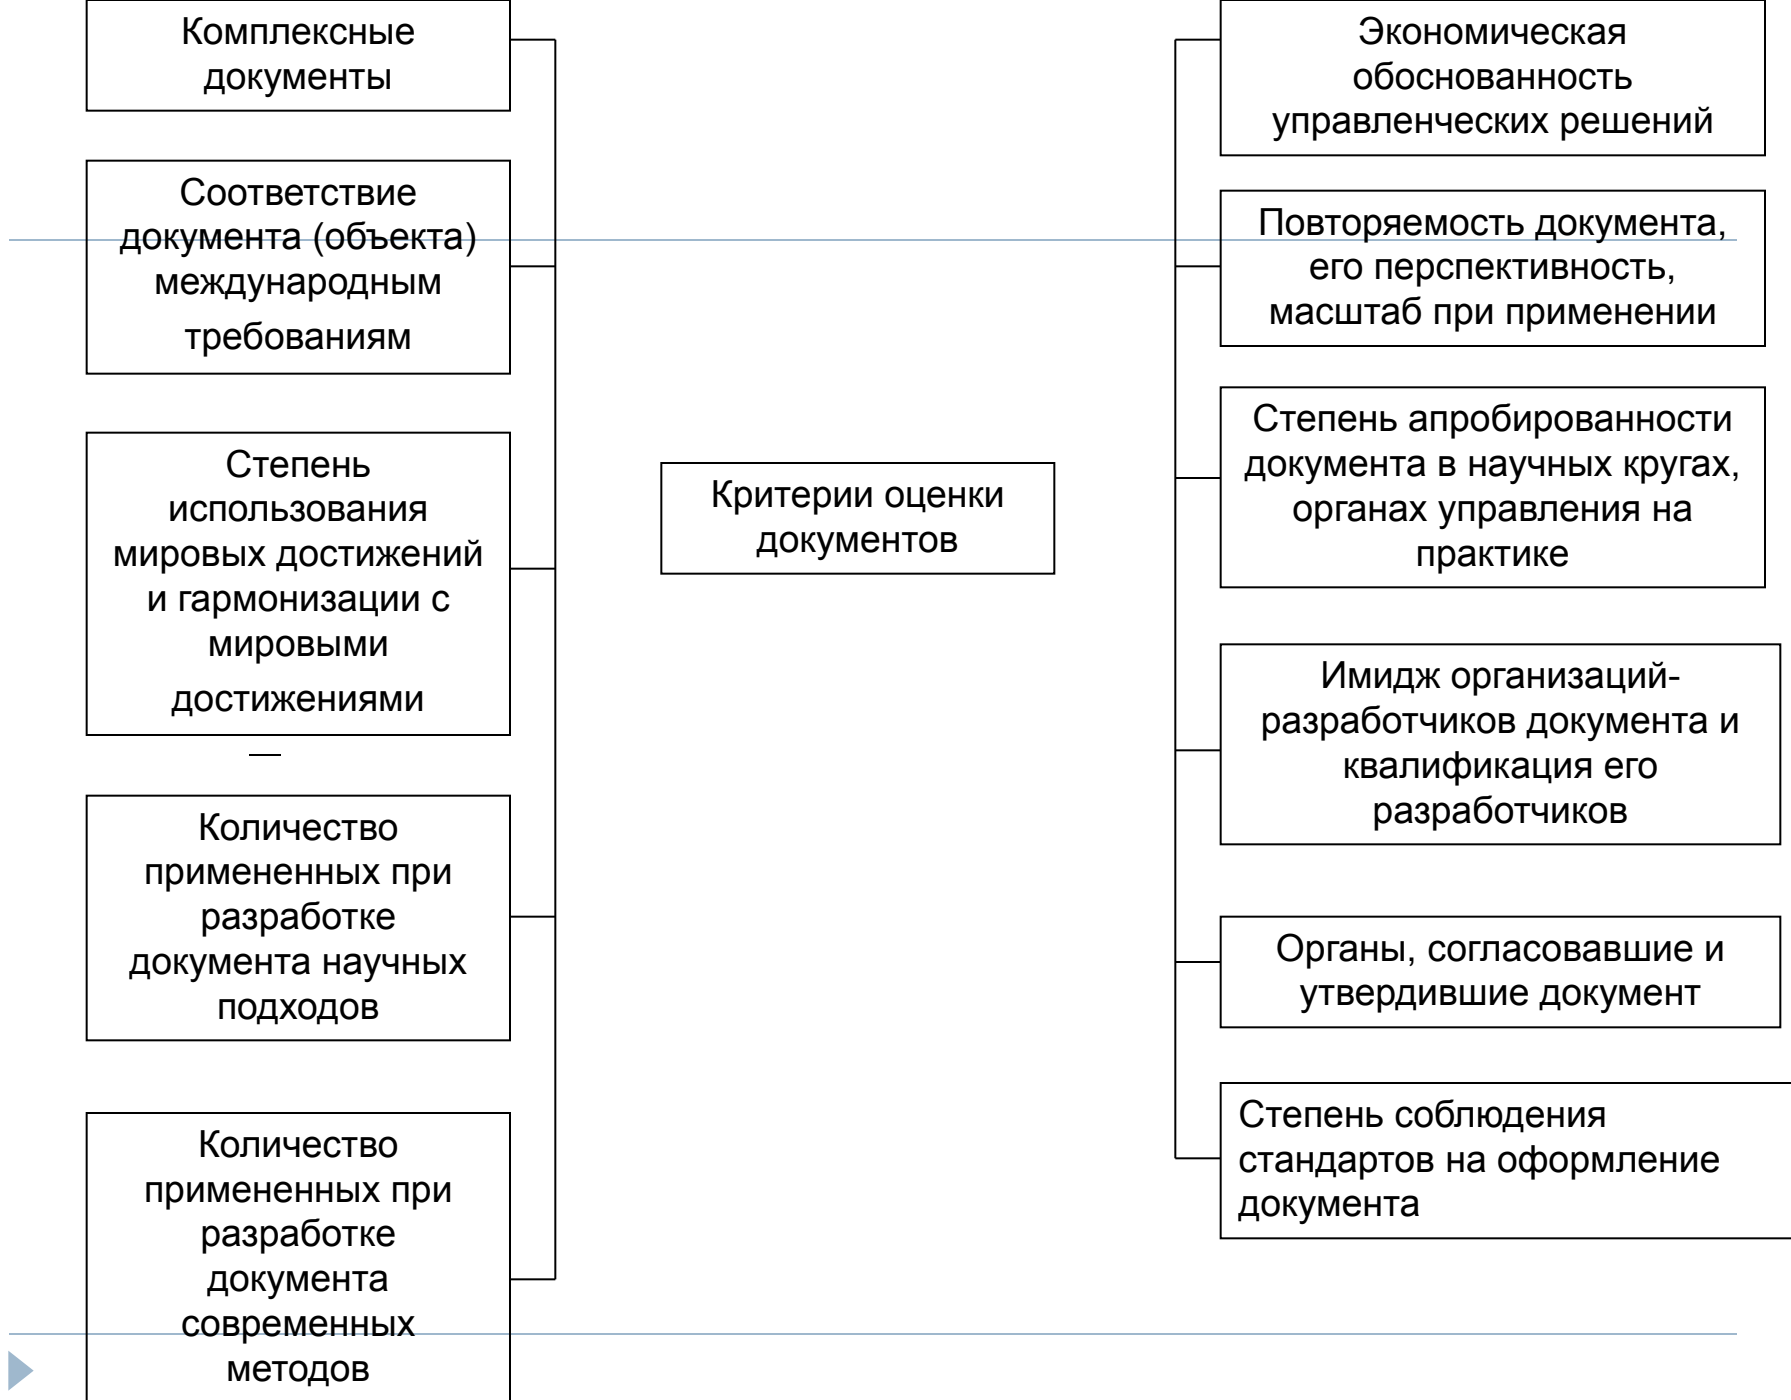 Комплексные
документы
Соответствие
документа (объекта)
международным
требованиям
Степень
использования
мировых достижений
и гармонизации с
мировыми
достижениями
Количество
примененных при
разработке
документа научных
подходов
Количество
примененных при
разработке
документа
современных
методов
Критерии оценки
документов
Экономическая
обоснованность
управленческих решений
Повторяемость документа,
его перспективность,
масштаб при применении
Степень апробированности
документа в научных кругах,
органах управления на
практике
Имидж организаций-
разработчиков документа и
квалификация его
разработчиков
Органы, согласовавшие и
утвердившие документ
Степень соблюдения
стандартов на оформление
документа